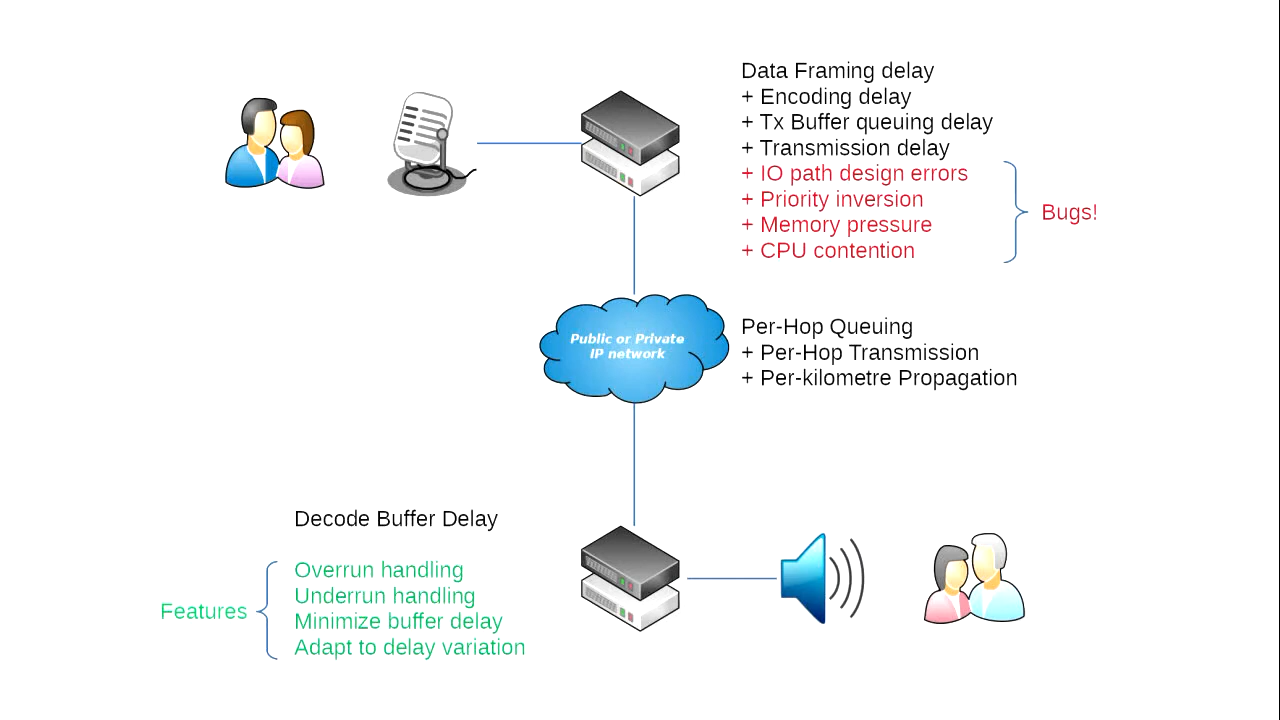 Data Framing delay
+ Encoding delay
+ Tx Buffer queuing delay
+ Transmission delay
+ IO path design errors
+ Priority inversion
+ Memory pressure
+ CPU contention
Bugs!
Public or Private
IP network
Per-Hop Queuing
+ Per-Hop Transmission
+ Per-kilometre Propagation
Decode Buffer Delay
Features
Overrun handling
Underrun handling
Minimize buffer delay
Adapt to delay variation